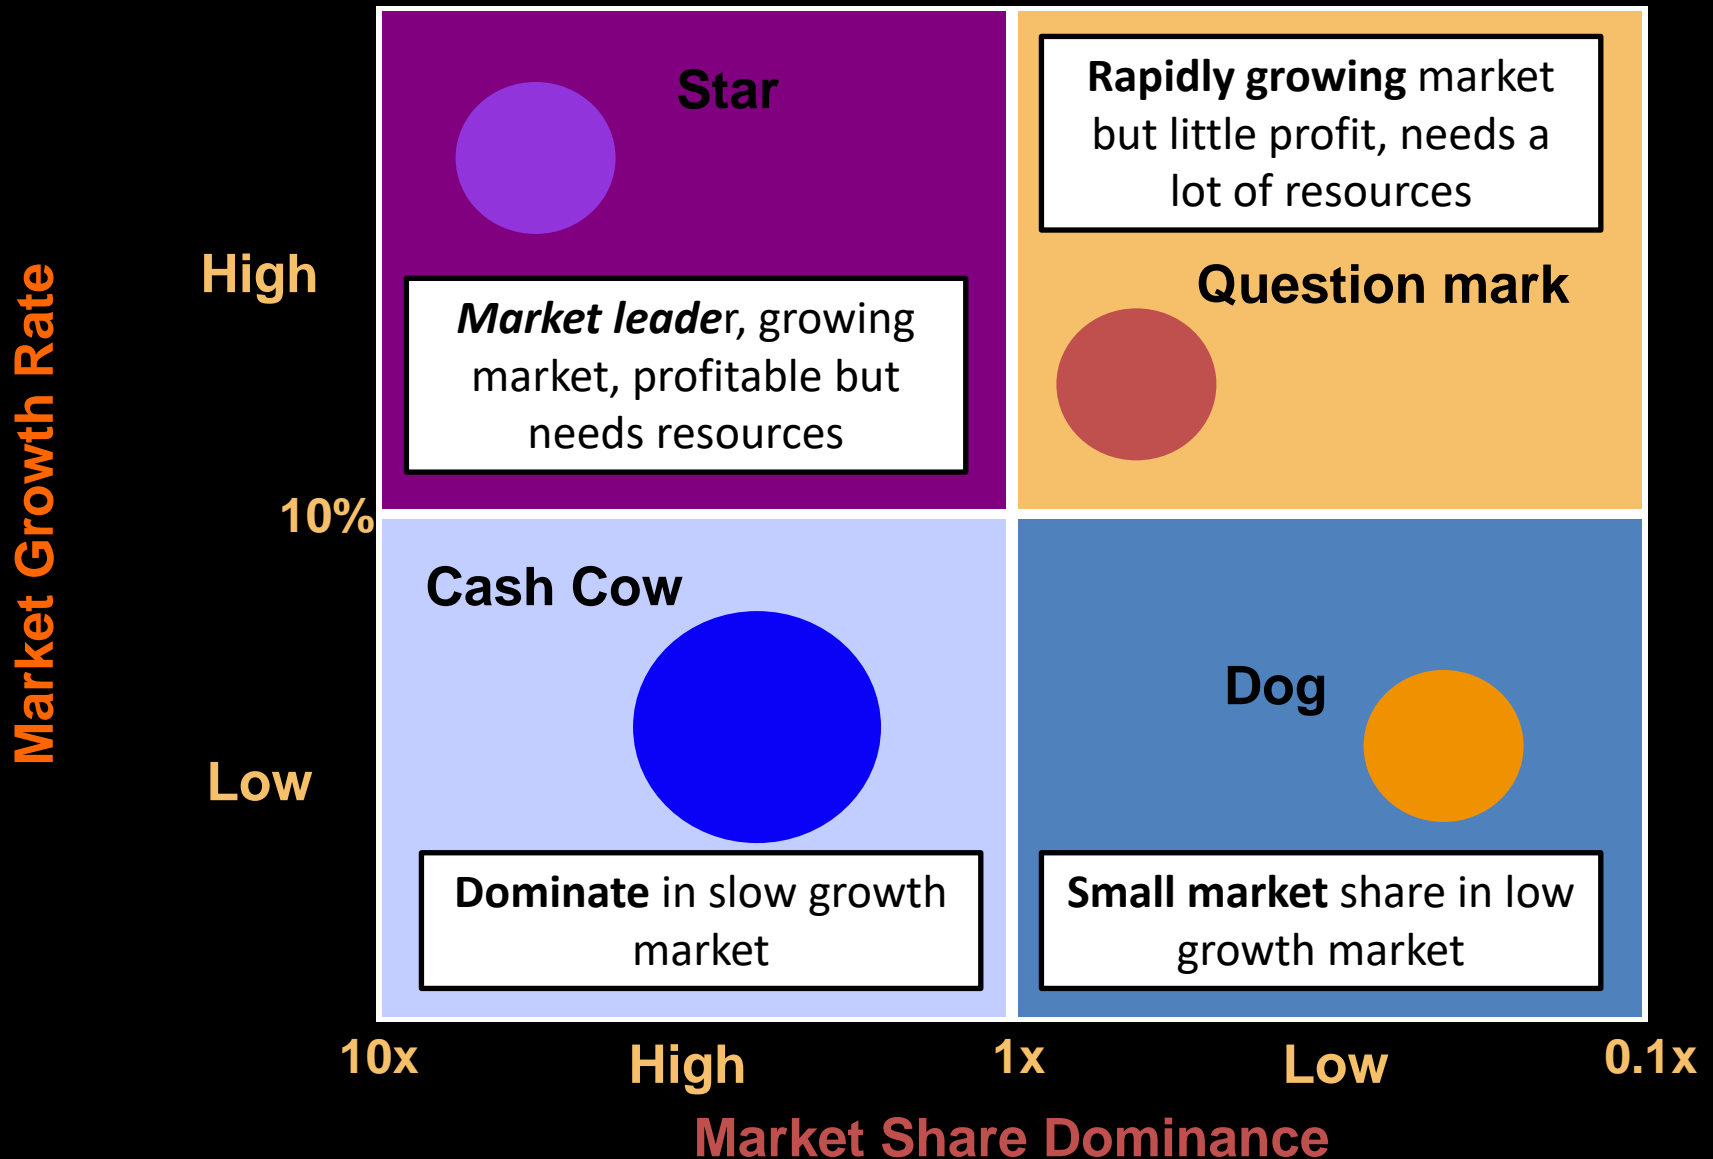 Star
Rapidly growing market
but little profit, needs a
lot of resources
High
Market leader, growing
market, profitable but
needs resources
Question mark
Market Growth Rate
10%
Cash Cow
Dog
Low
Dominate in slow growth
market
Small market share in low
growth market
10x
High
1x
Low
0.1x
Market Share Dominance